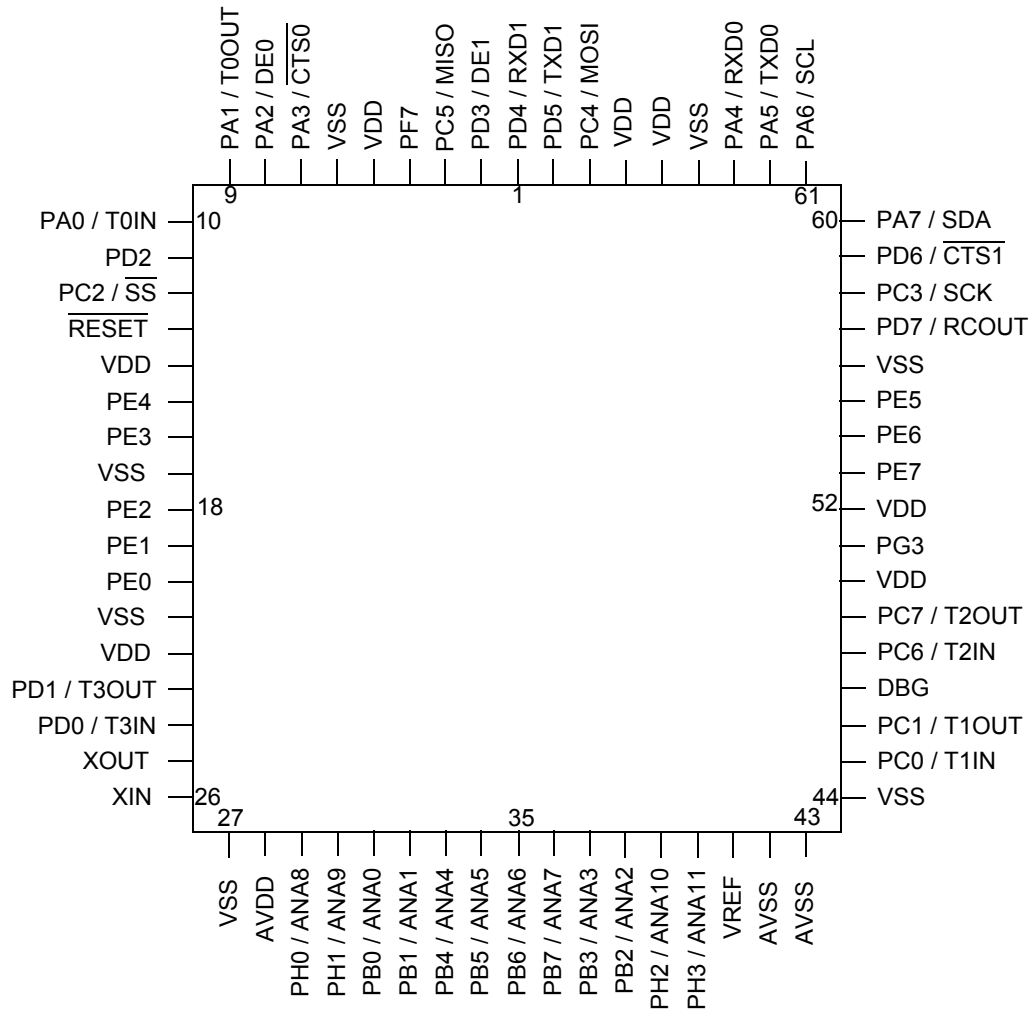 PA1 / T0OUT
PA2 / DE0
PA3 / CTS0
VSS
VDD
PF7
PC5 / MISO
PD3 / DE1
PD4 / RXD1
PD5 / TXD1
PC4 / MOSI
VDD
VDD
VSS
PA4 / RXD0
PA5 / TXD0
PA6 / SCL
9
1
61
PA0 / T0IN
10
PD2
PC2 / SS
RESET
VDD
PE4
PE3
VSS
PE2
18
PE1
PE0
VSS
VDD
PD1 / T3OUT
PD0 / T3IN
XOUT
XIN
26
60
PA7 / SDA
PD6 / CTS1
PC3 / SCK
PD7 / RCOUT
VSS
PE5
PE6
PE7
52
VDD
PG3
VDD
PC7 / T2OUT
PC6 / T2IN
DBG
PC1 / T1OUT
PC0 / T1IN
44
VSS
27
35
43
VSS
AVDD
PH0 / ANA8
PH1 / ANA9
PB0 / ANA0
PB1 / ANA1
PB4 / ANA4
PB5 / ANA5
PB6 / ANA6
PB7 / ANA7
PB3 / ANA3
PB2 / ANA2
PH2 / ANA10
PH3 / ANA11
VREF
AVSS
AVSS